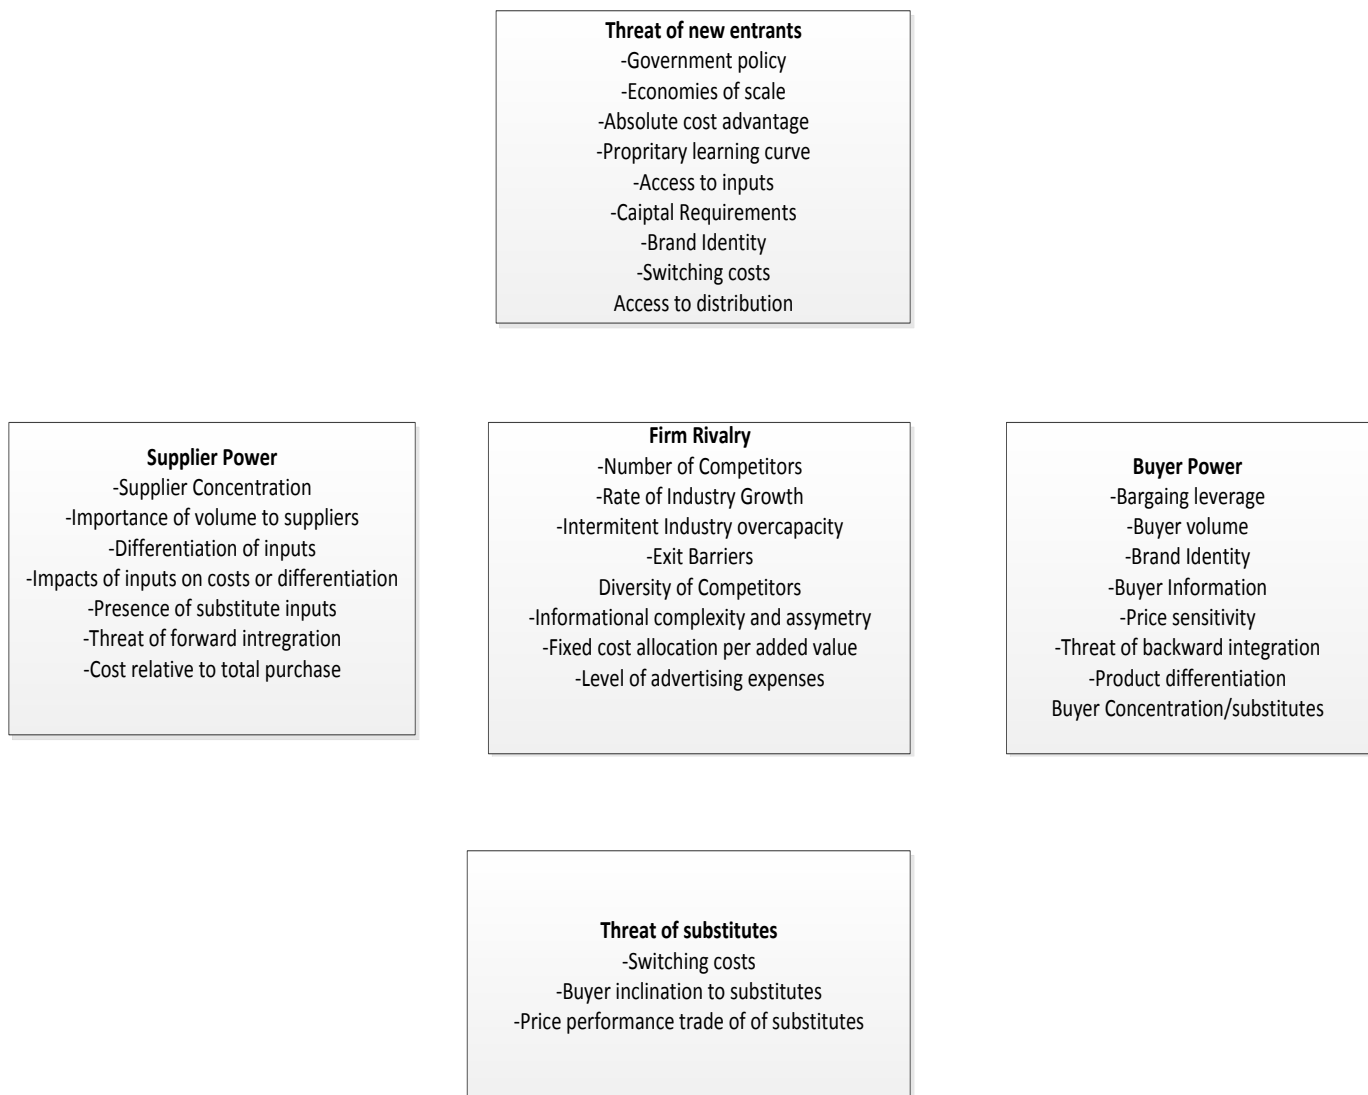 Threat of new entrants
-Government policy
-Economies of scale
-Absolute cost advantage
-Propritary learning curve
-Access to inputs
-Caiptal Requirements
-Brand Identity
-Switching costs
Access to distribution
Supplier Power
-Supplier Concentration
-Importance of volume to suppliers
-Differentiation of inputs
-Impacts of inputs on costs or differentiation
-Presence of substitute inputs
-Threat of forward intregration
-Cost relative to total purchase
Firm Rivalry
-Number of Competitors
-Rate of Industry Growth
-Intermitent Industry overcapacity
-Exit Barriers
Diversity of Competitors
-Informational complexity and assymetry
-Fixed cost allocation per added value
-Level of advertising expenses
Buyer Power
-Bargaing leverage
-Buyer volume
-Brand Identity
-Buyer Information
-Price sensitivity
-Threat of backward integration
-Product differentiation
Buyer Concentration/substitutes
Threat of substitutes
-Switching costs
-Buyer inclination to substitutes
-Price performance trade of of substitutes